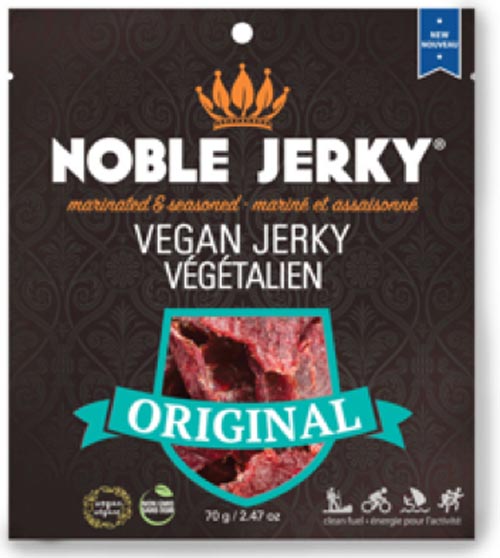 NEW
NOUVEAU
NOBLE JERKY®
marinated & seasoned · mariné et assaisonné
VEGAN JERKY
VÉGÉTALIEN
ORIGINAL
vegan
70 g / 2.47 oz
clean fuel • énergie pour l'activité